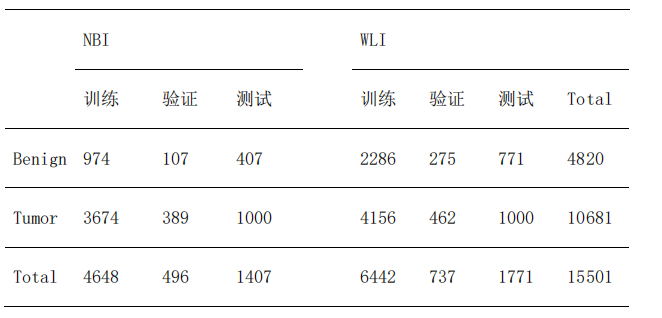 NBI WLI
训练 验证 测试 训练 验证 测试 Total
Benign 974 107 407 2286 275 771 4820
Tumor 3674 389 1000 4156 462 1000 10681
Total 4648 496 1407 6442 737 1771 15501